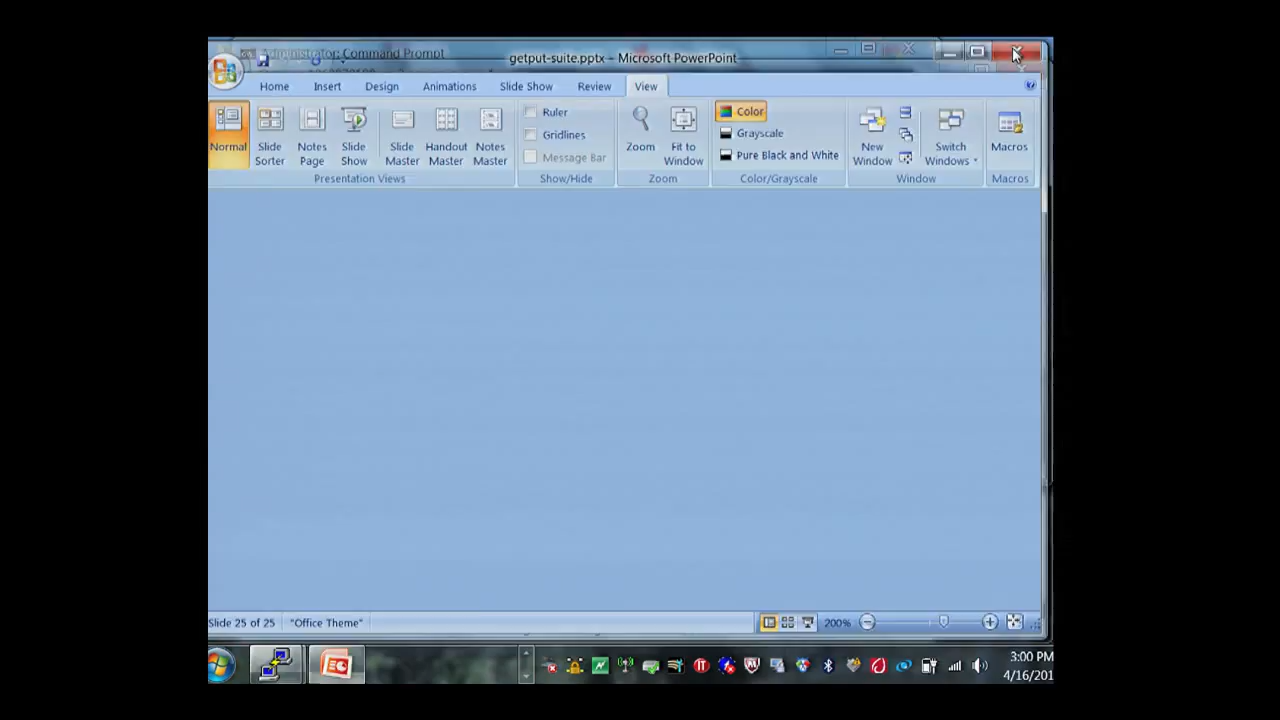 Administrator: Command Prompt
getput-suite.pptx - Microsoft PowerPoint
Home Insert Design Animations Slide Show Review View
Normal
Slide Sorter
Notes Page
Slide Show
Slide Master
Handout Master
Notes Master
Presentation Views
Ruler
Gridlines
Message Bar
Show/Hide
Zoom
Fit to Window
Zoom
Color
Grayscale
Pure Black and White
Color/Grayscale
New Window
Switch Windows
Window
Macros
Macros
Slide 25 of 25 "Office Theme" 200%
3:00 PM
4/16/201